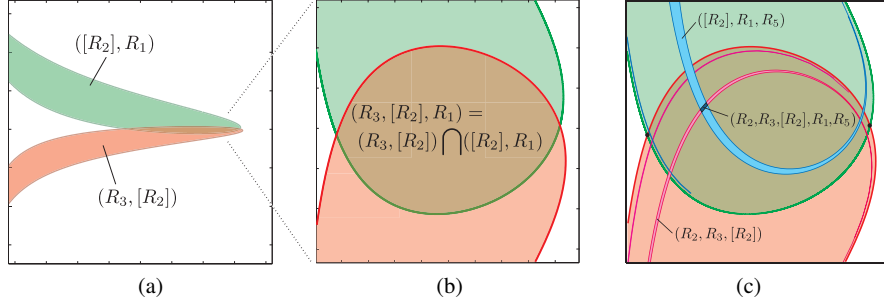 ([R₂], R₁)
(R₃, [R₂])
(a)
(R₃, [R₂], R₁) =
(R₃, [R₂]) ⋂ ([R₂], R₁)
(b)
([R₂], R₁, R₅)
(R₂, R₃, [R₂], R₁, R₅)
(R₂, R₃, [R₂])
(c)